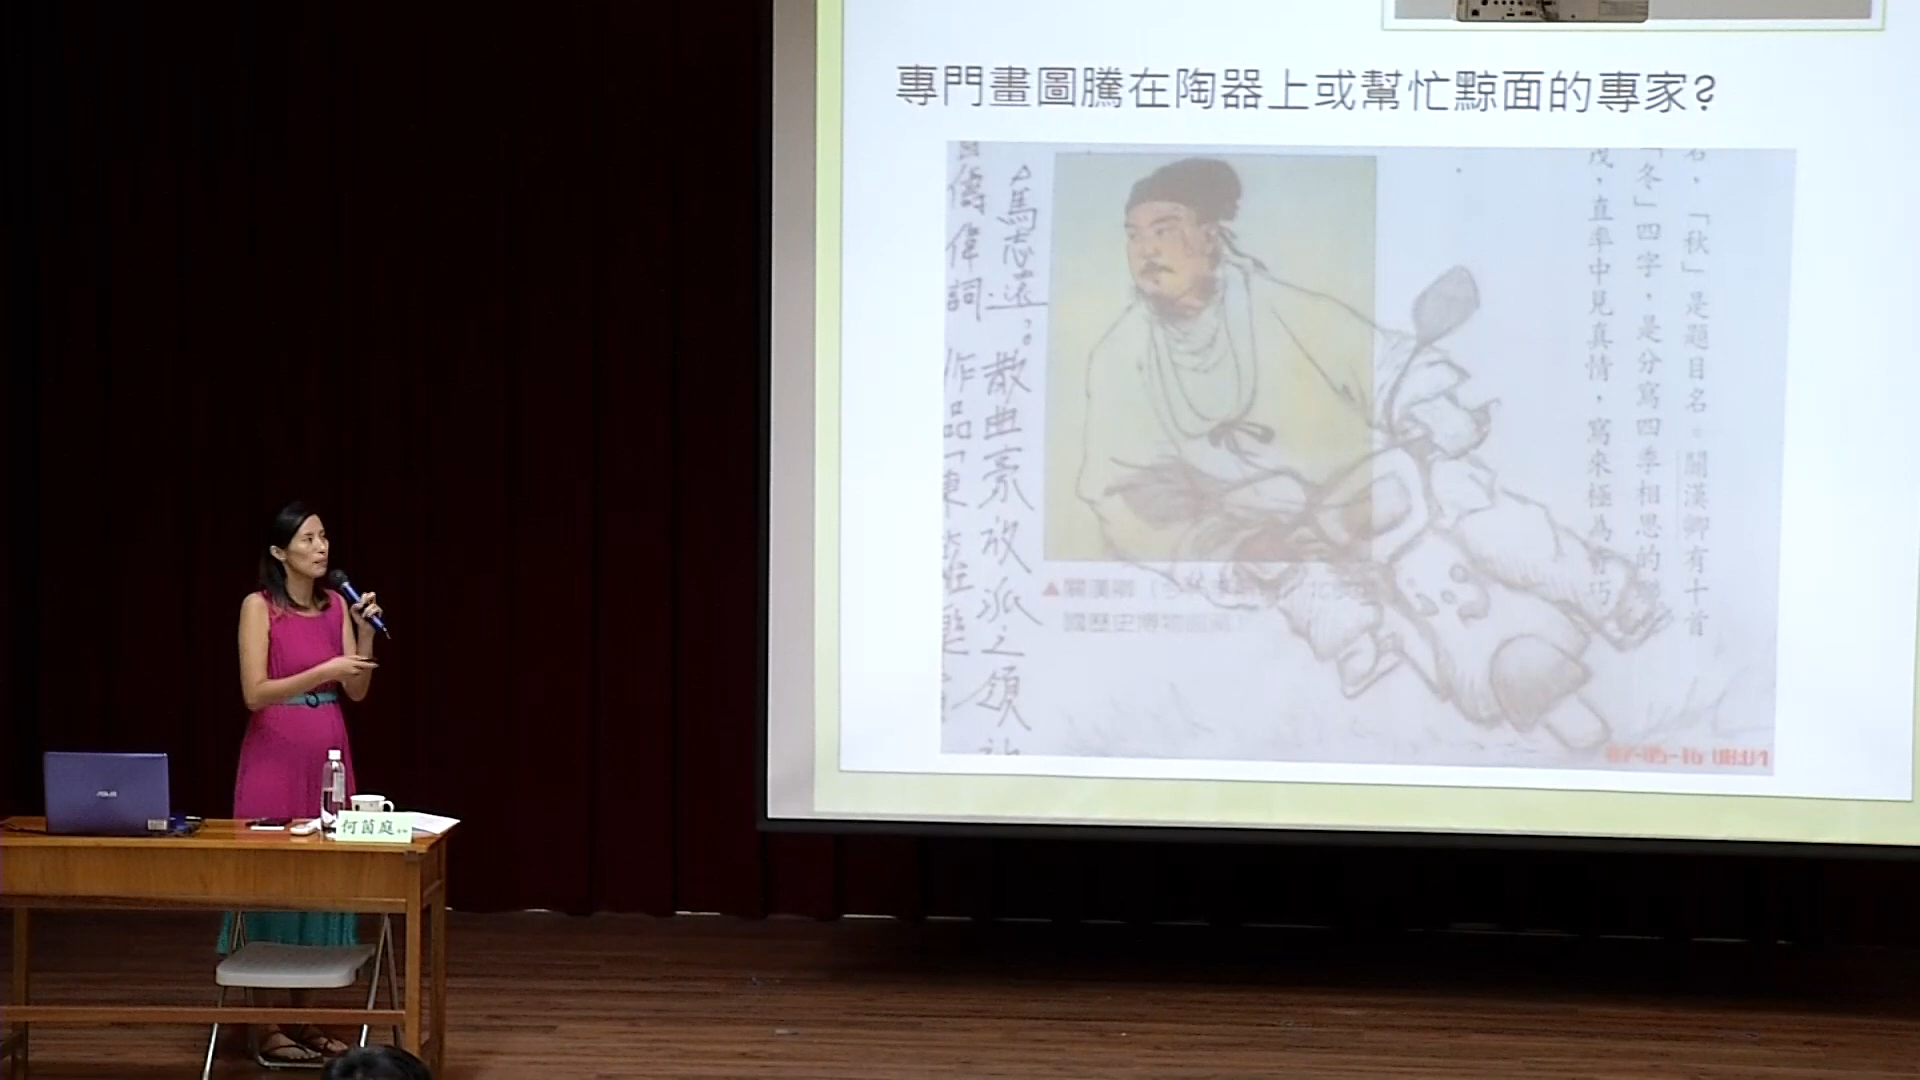 專門畫圖騰在陶器上或幫忙黥面的專家?
名,「秋」是題目名。關漢卿有十首
「冬」四字,是分寫四季相思的
茂,直率中見真情,寫來極為
馬志遠:散曲豪放派之領
偉詞 作品「
▲關漢卿
國歷史博物館藏
07-05-16
ASUS
何茵庭